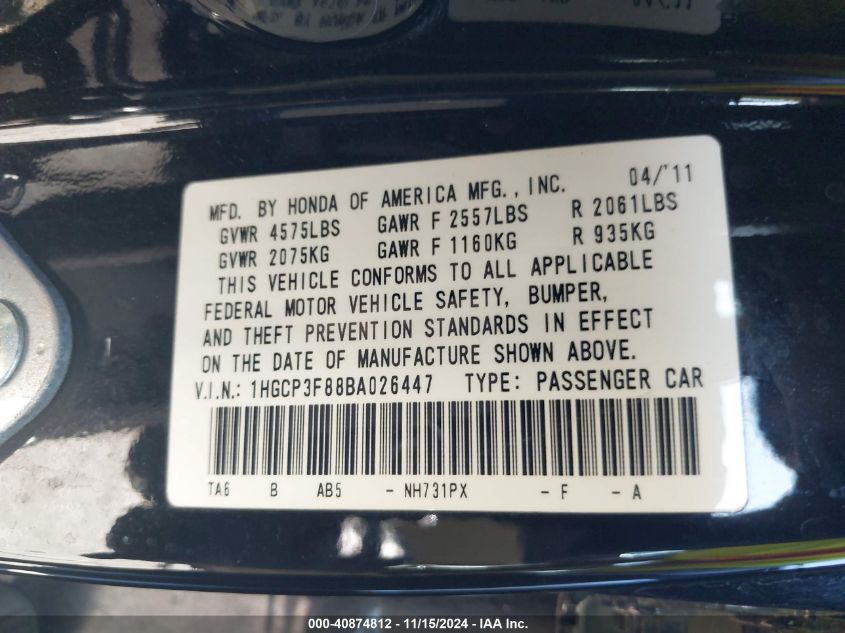 MFD. BY HONDA OF AMERICA MFG., INC. 04/'11
GVWR 4575LBS GAWR F 2557LBS R 2061LBS
GVWR 2075KG GAWR F 1160KG R 935KG
THIS VEHICLE CONFORMS TO ALL APPLICABLE
FEDERAL MOTOR VEHICLE SAFETY, BUMPER,
AND THEFT PREVENTION STANDARDS IN EFFECT
ON THE DATE OF MANUFACTURE SHOWN ABOVE.
V.I.N.: 1HGCP3F88BA026447 TYPE: PASSENGER CAR
TA6 B AB5 - NH731PX - F - A
000-40874812 - 11/15/2024 - IAA Inc.